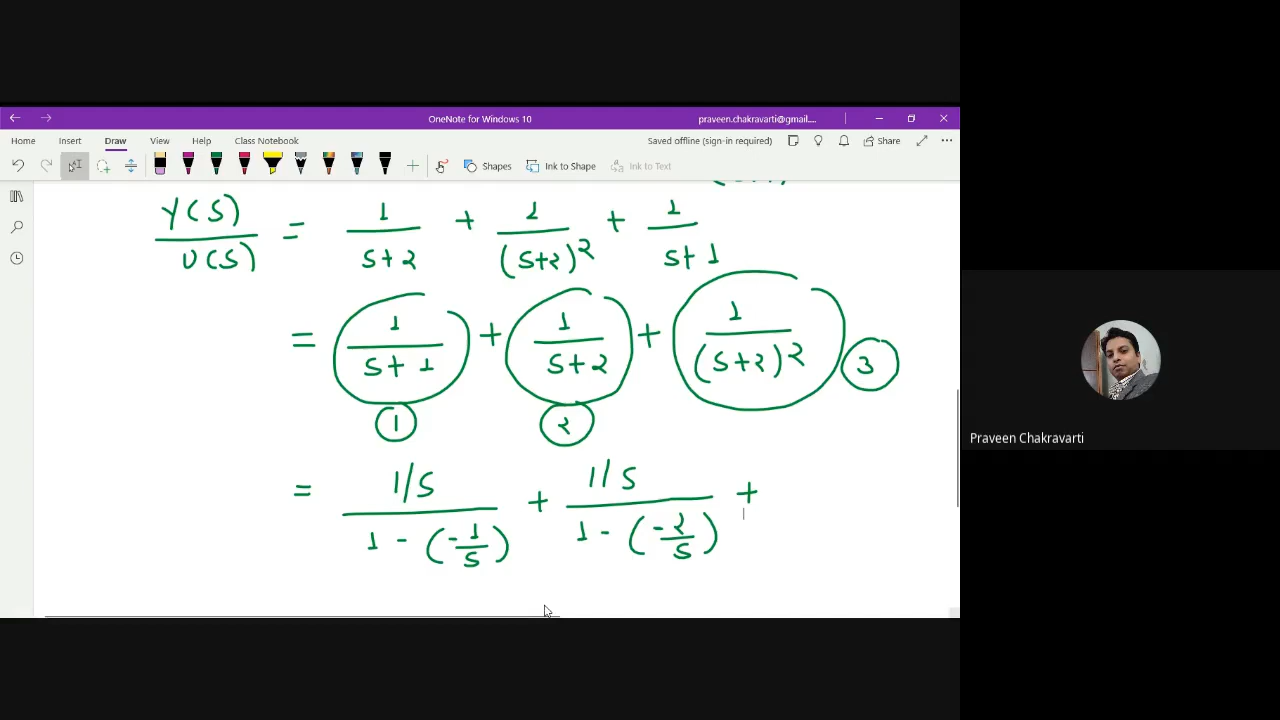 OneNote for Windows 10
praveen.chakravarti@gmail....
Home Insert Draw View Help Class Notebook
Saved offline (sign-in required) Share
Shapes Ink to Shape Ink to Text
Y(S)/U(S) = 1/(s+2) + 1/(s+2)^2 + 1/(s+1)
= 1/(s+1) + 1/(s+2) + 1/(s+2)^2
1 2 3
= (1/S)/(1 - (-1/s)) + (1/S)/(1 - (-2/s)) +
Praveen Chakravarti